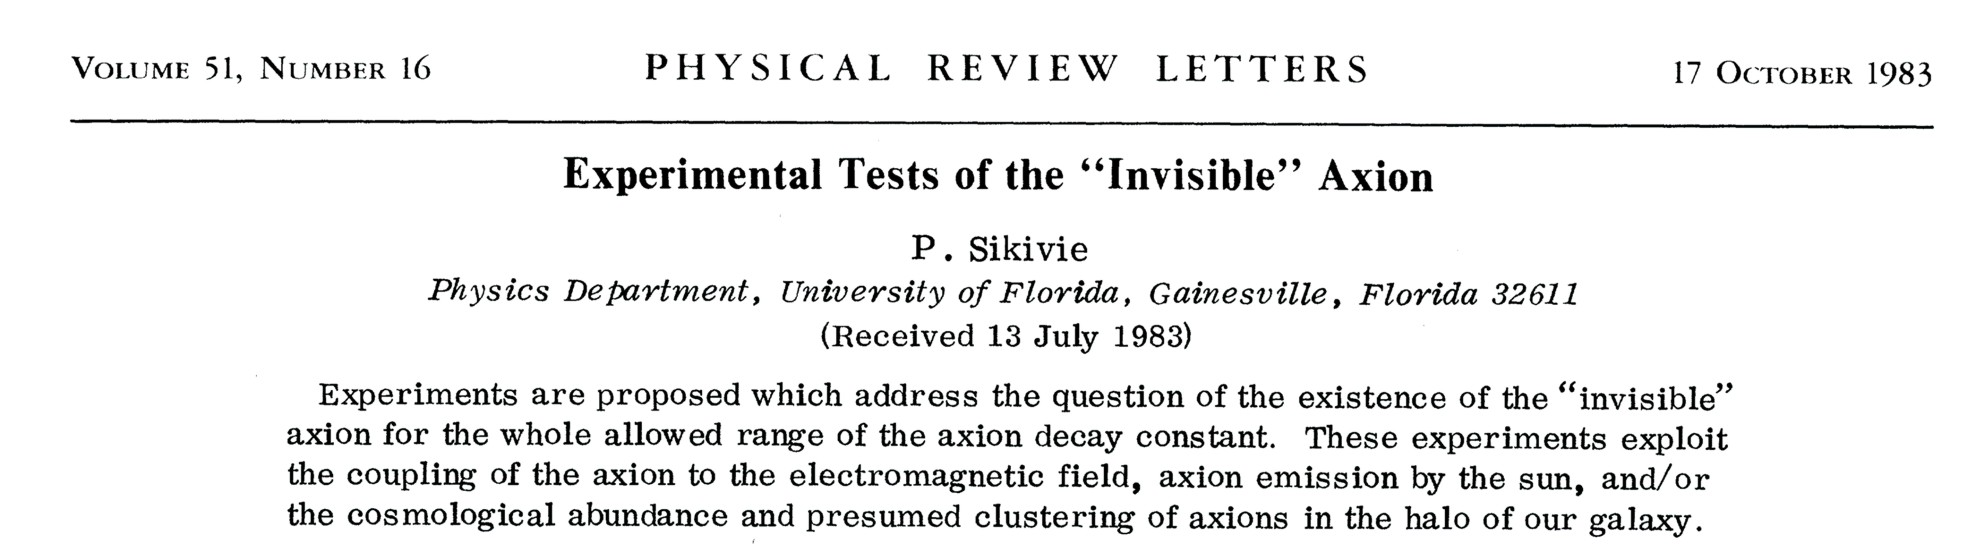 VOLUME 51, NUMBER 16 PHYSICAL REVIEW LETTERS 17 OCTOBER 1983
Experimental Tests of the “Invisible” Axion
P. Sikivie
Physics Department, University of Florida, Gainesville, Florida 32611
(Received 13 July 1983)
Experiments are proposed which address the question of the existence of the “invisible”
axion for the whole allowed range of the axion decay constant. These experiments exploit
the coupling of the axion to the electromagnetic field, axion emission by the sun, and/or
the cosmological abundance and presumed clustering of axions in the halo of our galaxy.